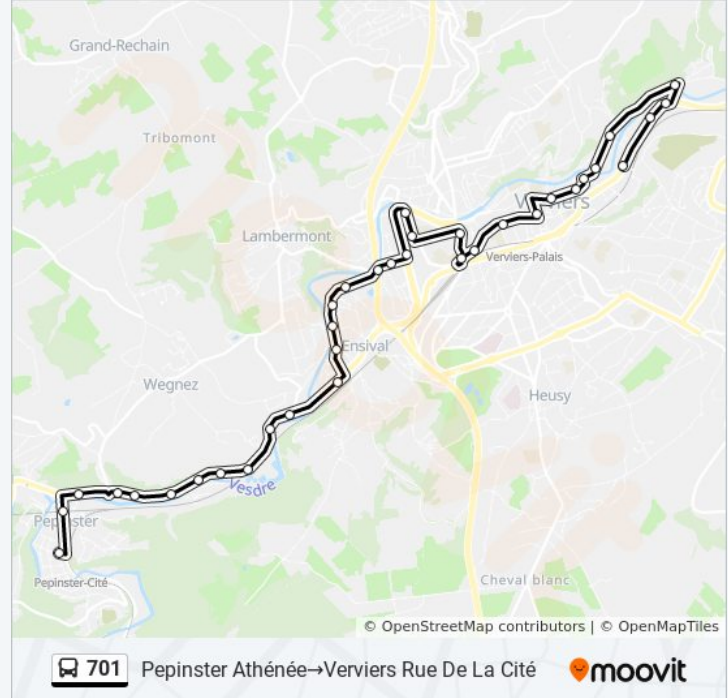 Grand-Rechain
Tribomont
Lambermont
Verviers
Verviers-Palais
Ensival
Wegnez
Heusy
Vesdre
Pepinster
Pepinster-Cité
Cheval blanc
© OpenStreetMap contributors | © OpenMapTiles
701 Pepinster Athénée→Verviers Rue De La Cité
moovit